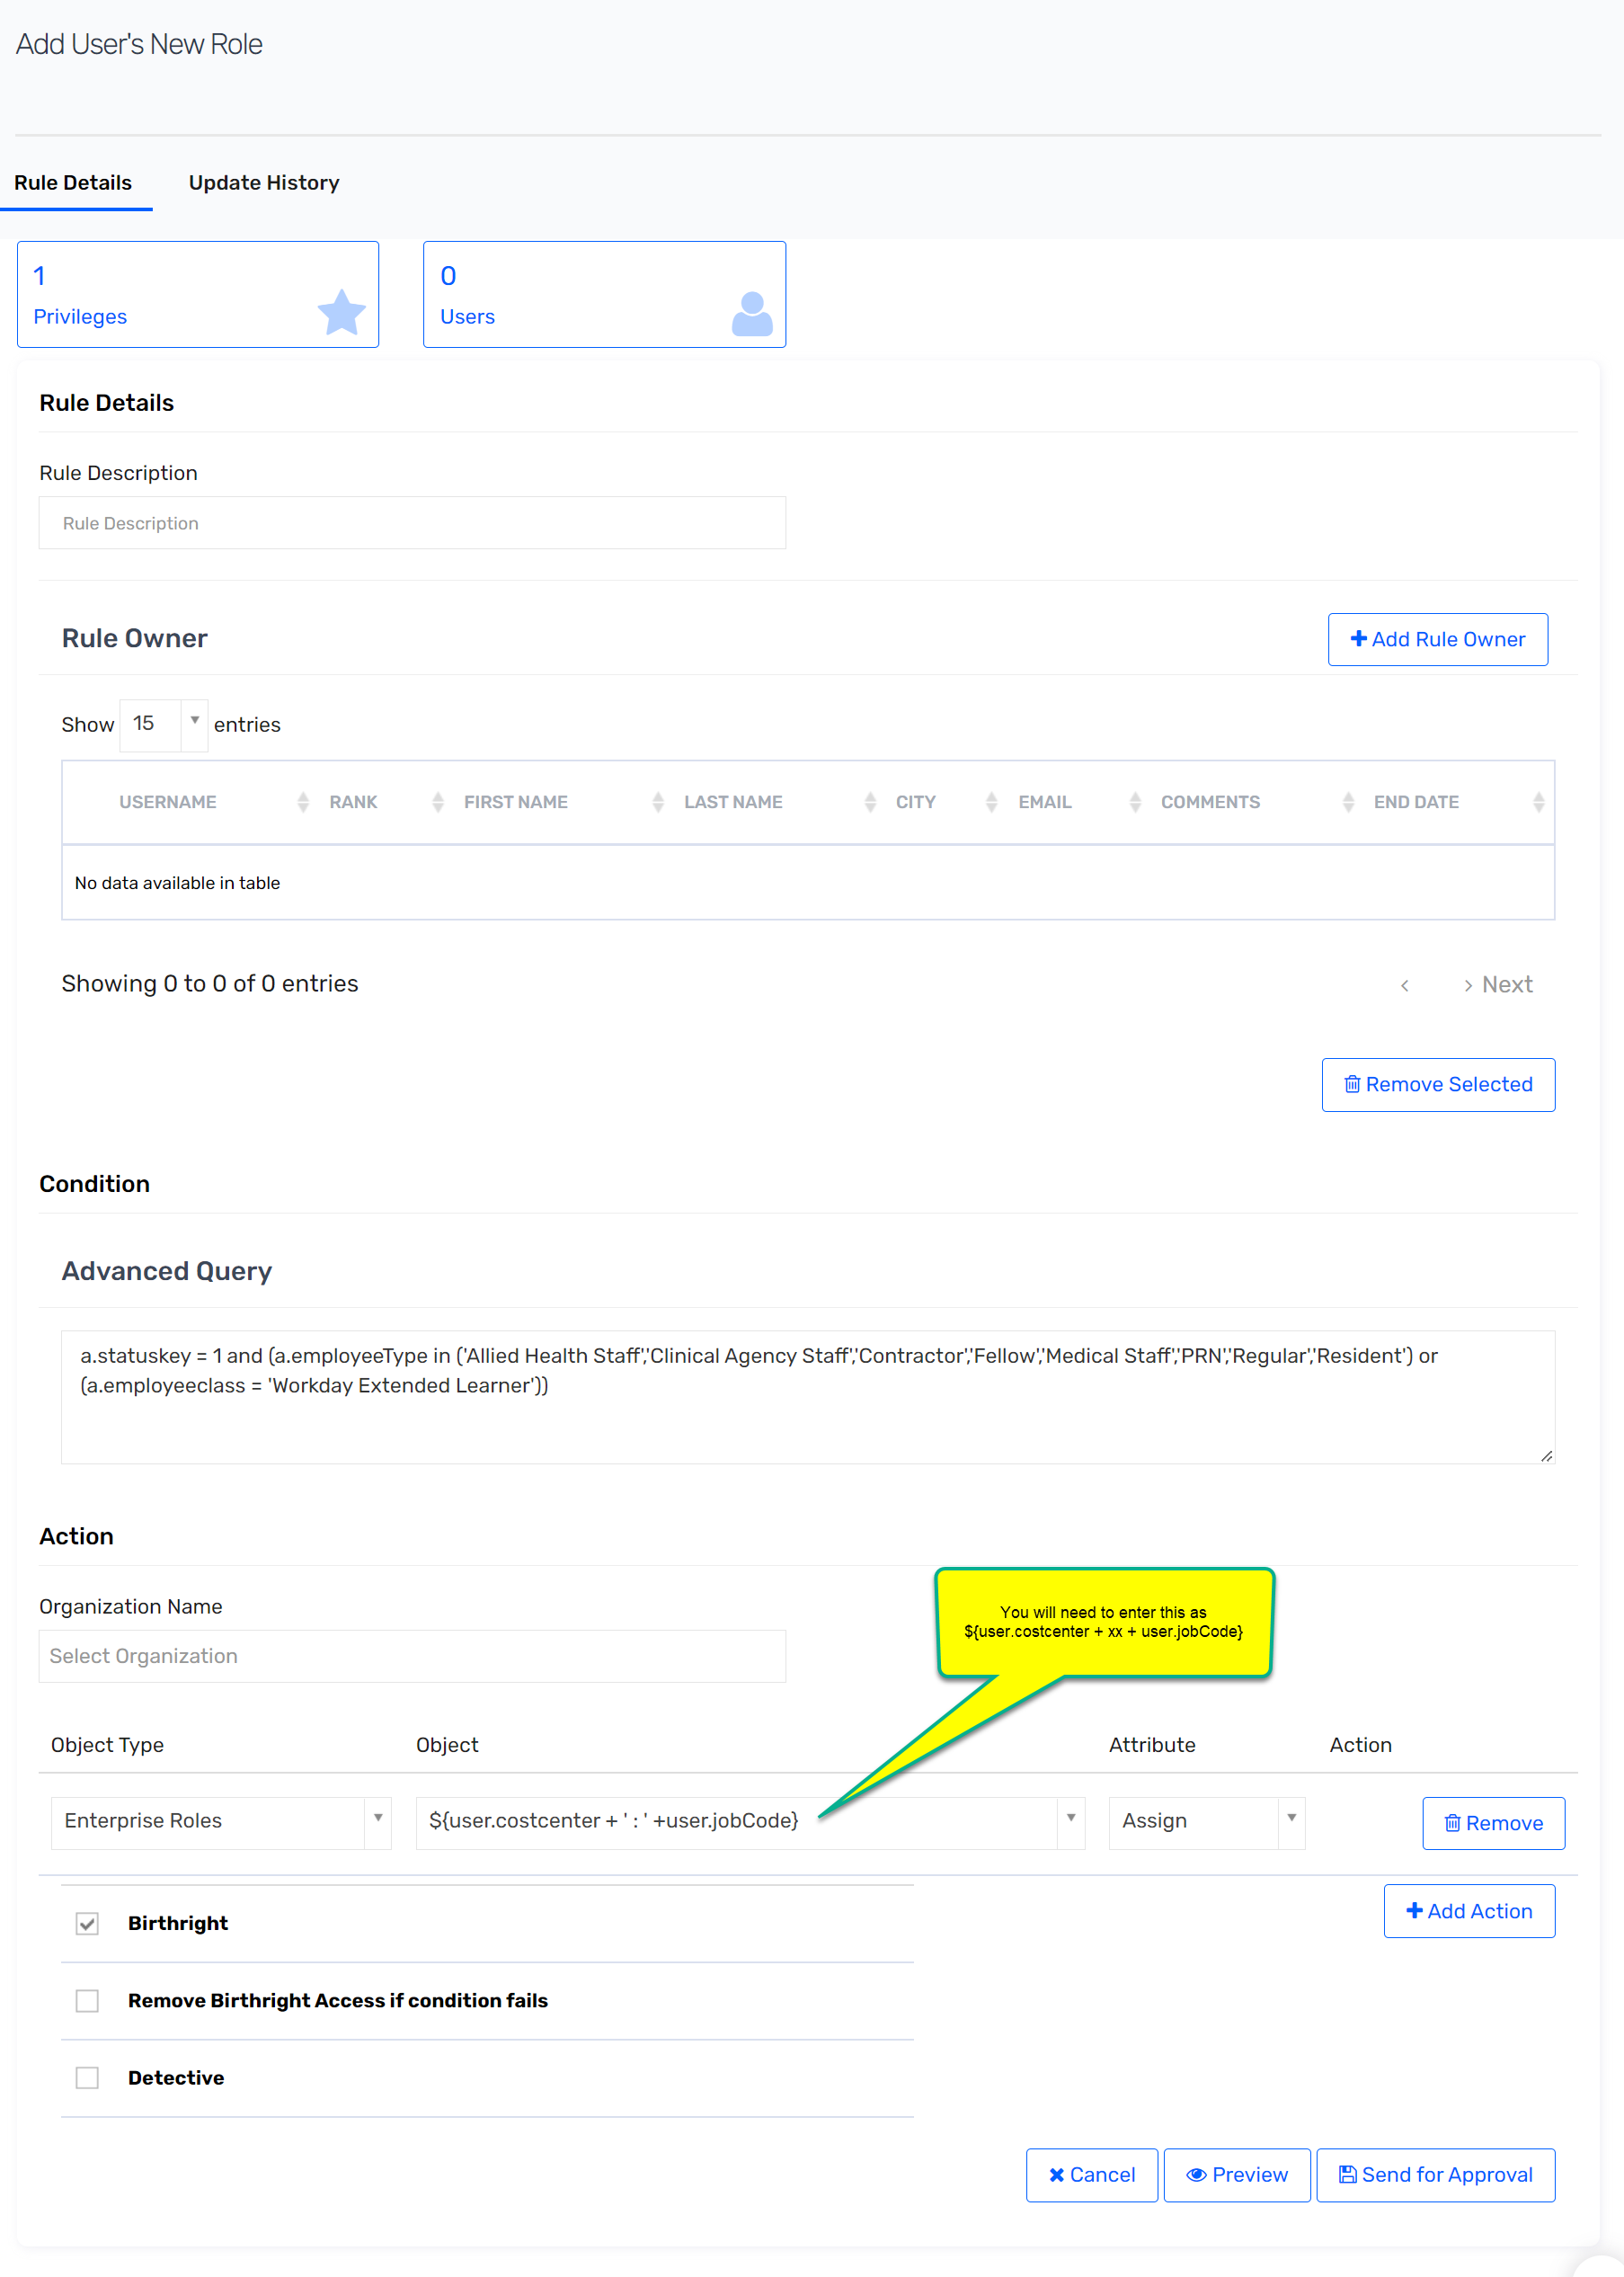 Add User's New Role
Rule Details
Update History
1
Privileges
0
Users
Rule Details
Rule Description
Rule Description
Rule Owner
Add Rule Owner
Show 15 entries
USERNAME RANK FIRST NAME LAST NAME CITY EMAIL COMMENTS END DATE
No data available in table
Showing 0 to 0 of 0 entries
‹ › Next
Remove Selected
Condition
Advanced Query
a.statuskey = 1 and (a.employeeType in ('Allied Health Staff','Clinical Agency Staff','Contractor','Fellow','Medical Staff','PRN','Regular','Resident') or
(a.employeeclass = 'Workday Extended Learner'))
Action
You will need to enter this as
${user.costcenter + xx + user.jobCode}
Organization Name
Select Organization
Object Type Object Attribute Action
Enterprise Roles ${user.costcenter + ' : ' +user.jobCode} Assign Remove
Add Action
Birthright
Remove Birthright Access if condition fails
Detective
Cancel Preview Send for Approval